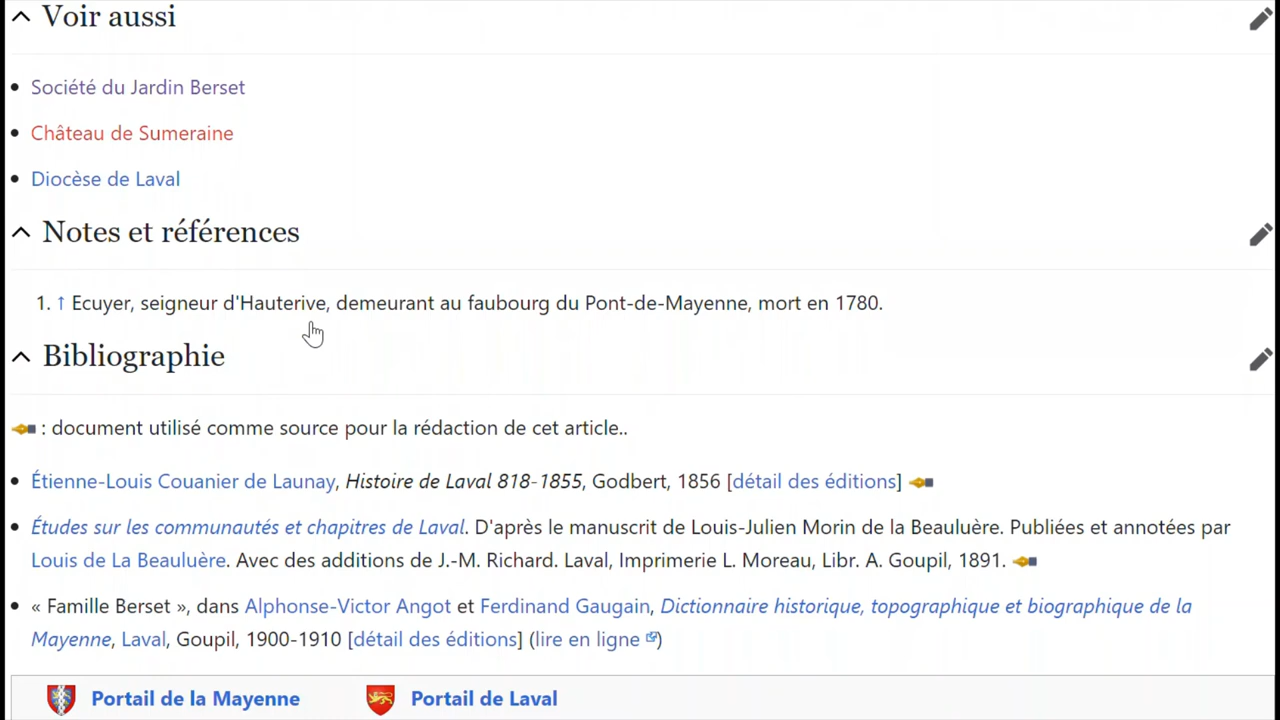 Voir aussi
Société du Jardin Berset
Château de Sumeraine
Diocèse de Laval
Notes et références
1. ↑ Ecuyer, seigneur d'Hauterive, demeurant au faubourg du Pont-de-Mayenne, mort en 1780.
Bibliographie
: document utilisé comme source pour la rédaction de cet article..
Étienne-Louis Couanier de Launay, Histoire de Laval 818-1855, Godbert, 1856 [détail des éditions]
Études sur les communautés et chapitres de Laval. D'après le manuscrit de Louis-Julien Morin de la Beauluère. Publiées et annotées par
Louis de La Beauluère. Avec des additions de J.-M. Richard. Laval, Imprimerie L. Moreau, Libr. A. Goupil, 1891.
« Famille Berset », dans Alphonse-Victor Angot et Ferdinand Gaugain, Dictionnaire historique, topographique et biographique de la
Mayenne, Laval, Goupil, 1900-1910 [détail des éditions] (lire en ligne)
Portail de la Mayenne Portail de Laval